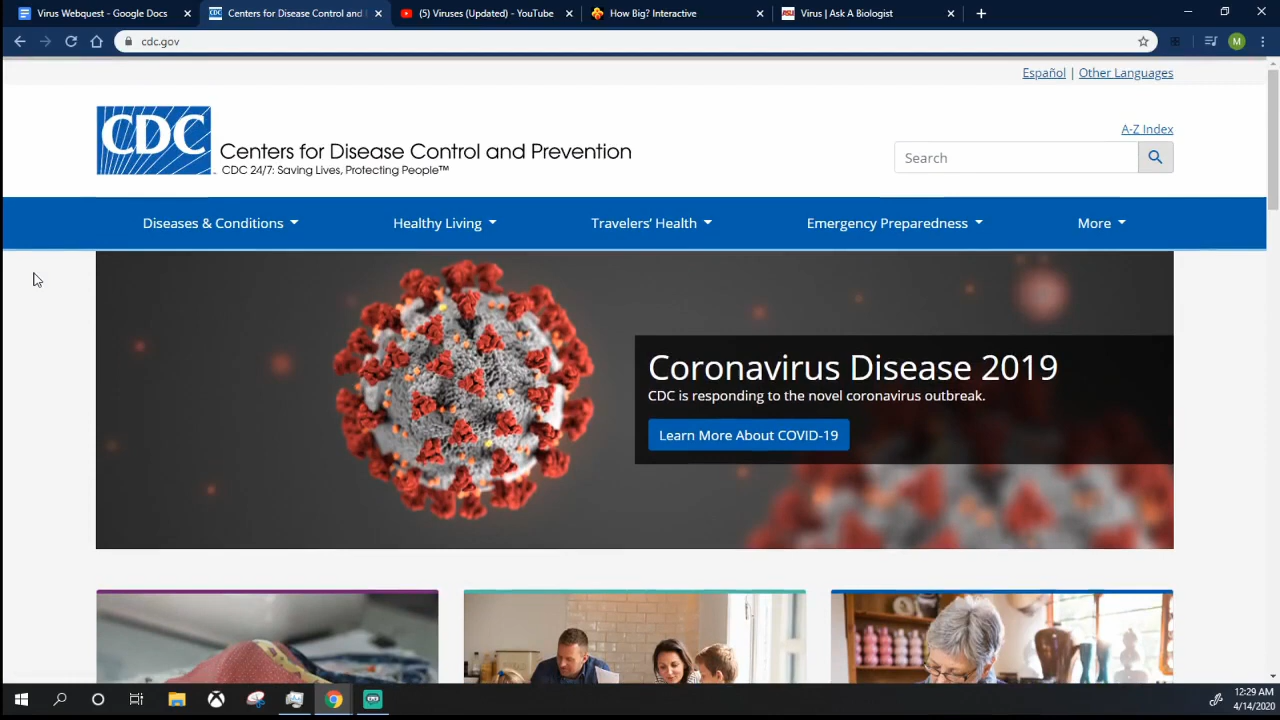 Virus Webquest - Google Docs
Centers for Disease Control and
(5) Viruses (Updated) - YouTube
How Big? Interactive
Virus | Ask A Biologist
cdc.gov
M
Español | Other Languages
CDC
Centers for Disease Control and Prevention
CDC 24/7: Saving Lives, Protecting People™
A-Z Index
Search
Diseases & Conditions
Healthy Living
Travelers' Health
Emergency Preparedness
More
Coronavirus Disease 2019
CDC is responding to the novel coronavirus outbreak.
Learn More About COVID-19
12:29 AM
4/14/2020